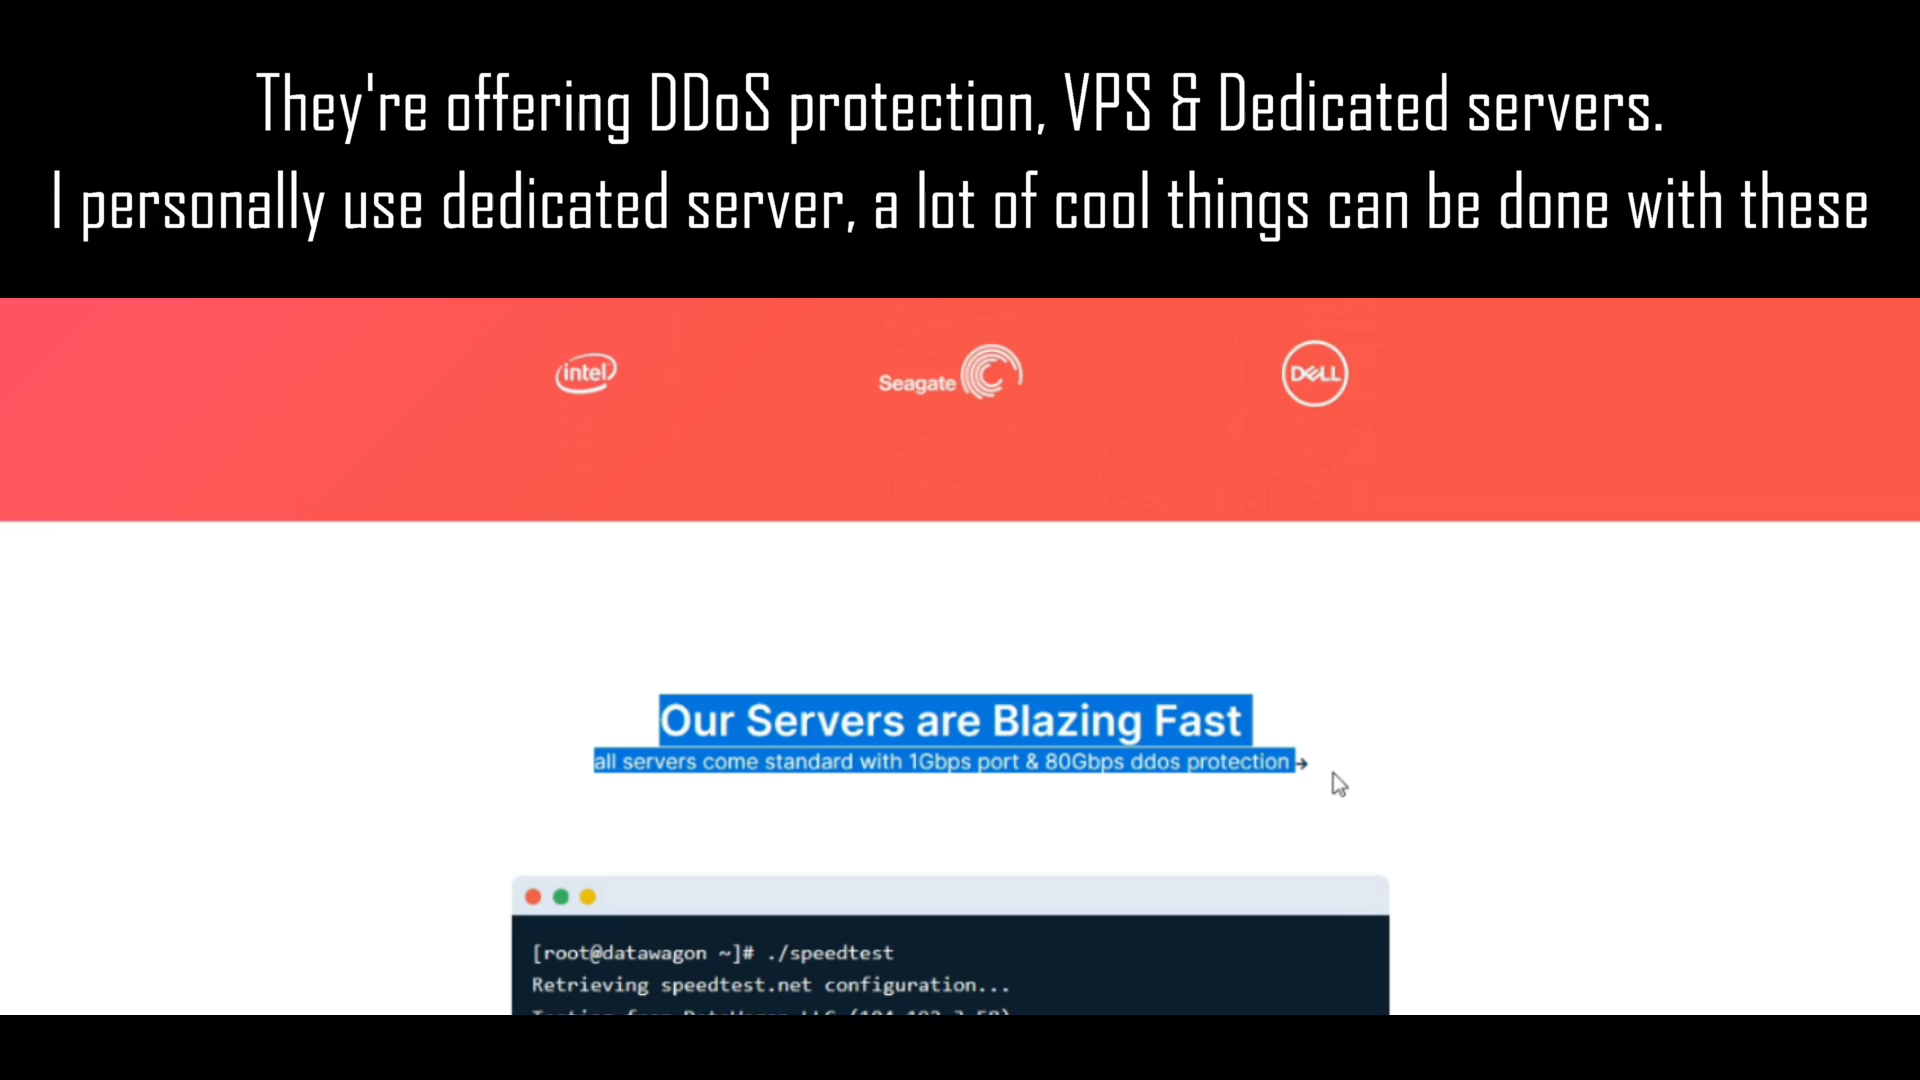 They're offering DDoS protection, VPS & Dedicated servers.
I personally use dedicated server, a lot of cool things can be done with these
intel
Seagate
DELL
Our Servers are Blazing Fast
all servers come standard with 1Gbps port & 80Gbps ddos protection →
[root@datawagon ~]# ./speedtest
Retrieving speedtest.net configuration...